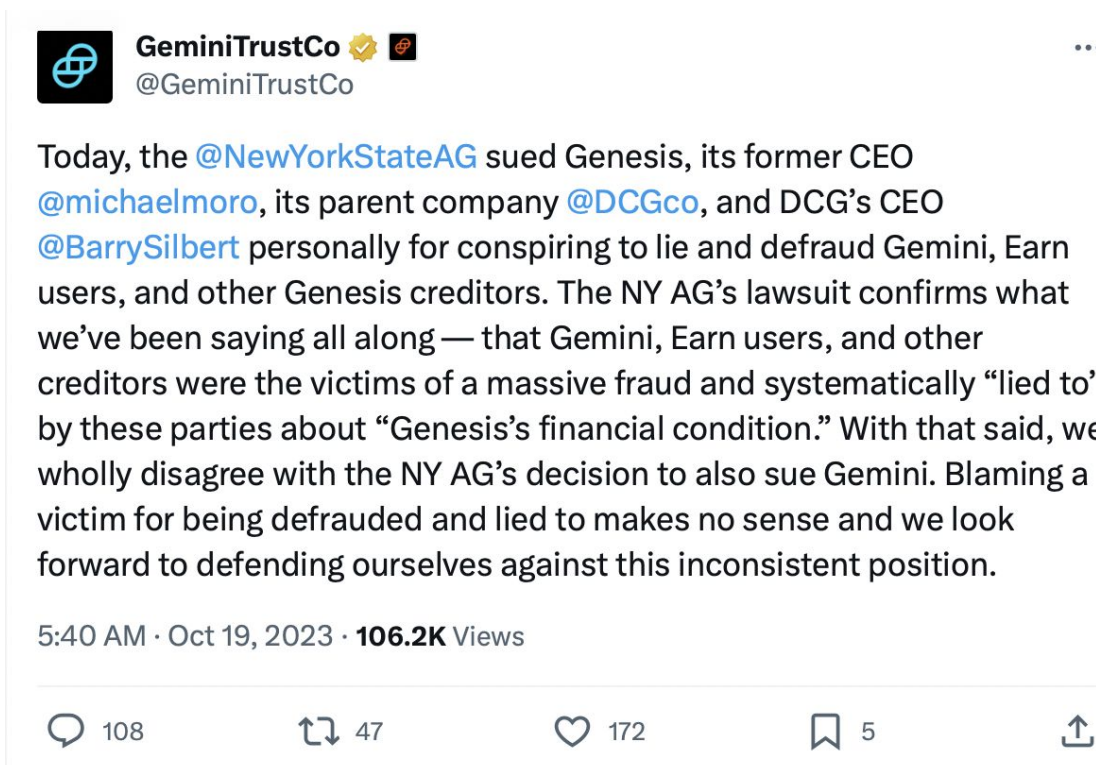 GeminiTrustCo
@GeminiTrustCo
Today, the @NewYorkStateAG sued Genesis, its former CEO
@michaelmoro, its parent company @DCGco, and DCG’s CEO
@BarrySilbert personally for conspiring to lie and defraud Gemini, Earn
users, and other Genesis creditors. The NY AG’s lawsuit confirms what
we’ve been saying all along — that Gemini, Earn users, and other
creditors were the victims of a massive fraud and systematically “lied to”
by these parties about “Genesis’s financial condition.” With that said, we
wholly disagree with the NY AG’s decision to also sue Gemini. Blaming a
victim for being defrauded and lied to makes no sense and we look
forward to defending ourselves against this inconsistent position.
5:40 AM · Oct 19, 2023 · 106.2K Views
108 47 172 5